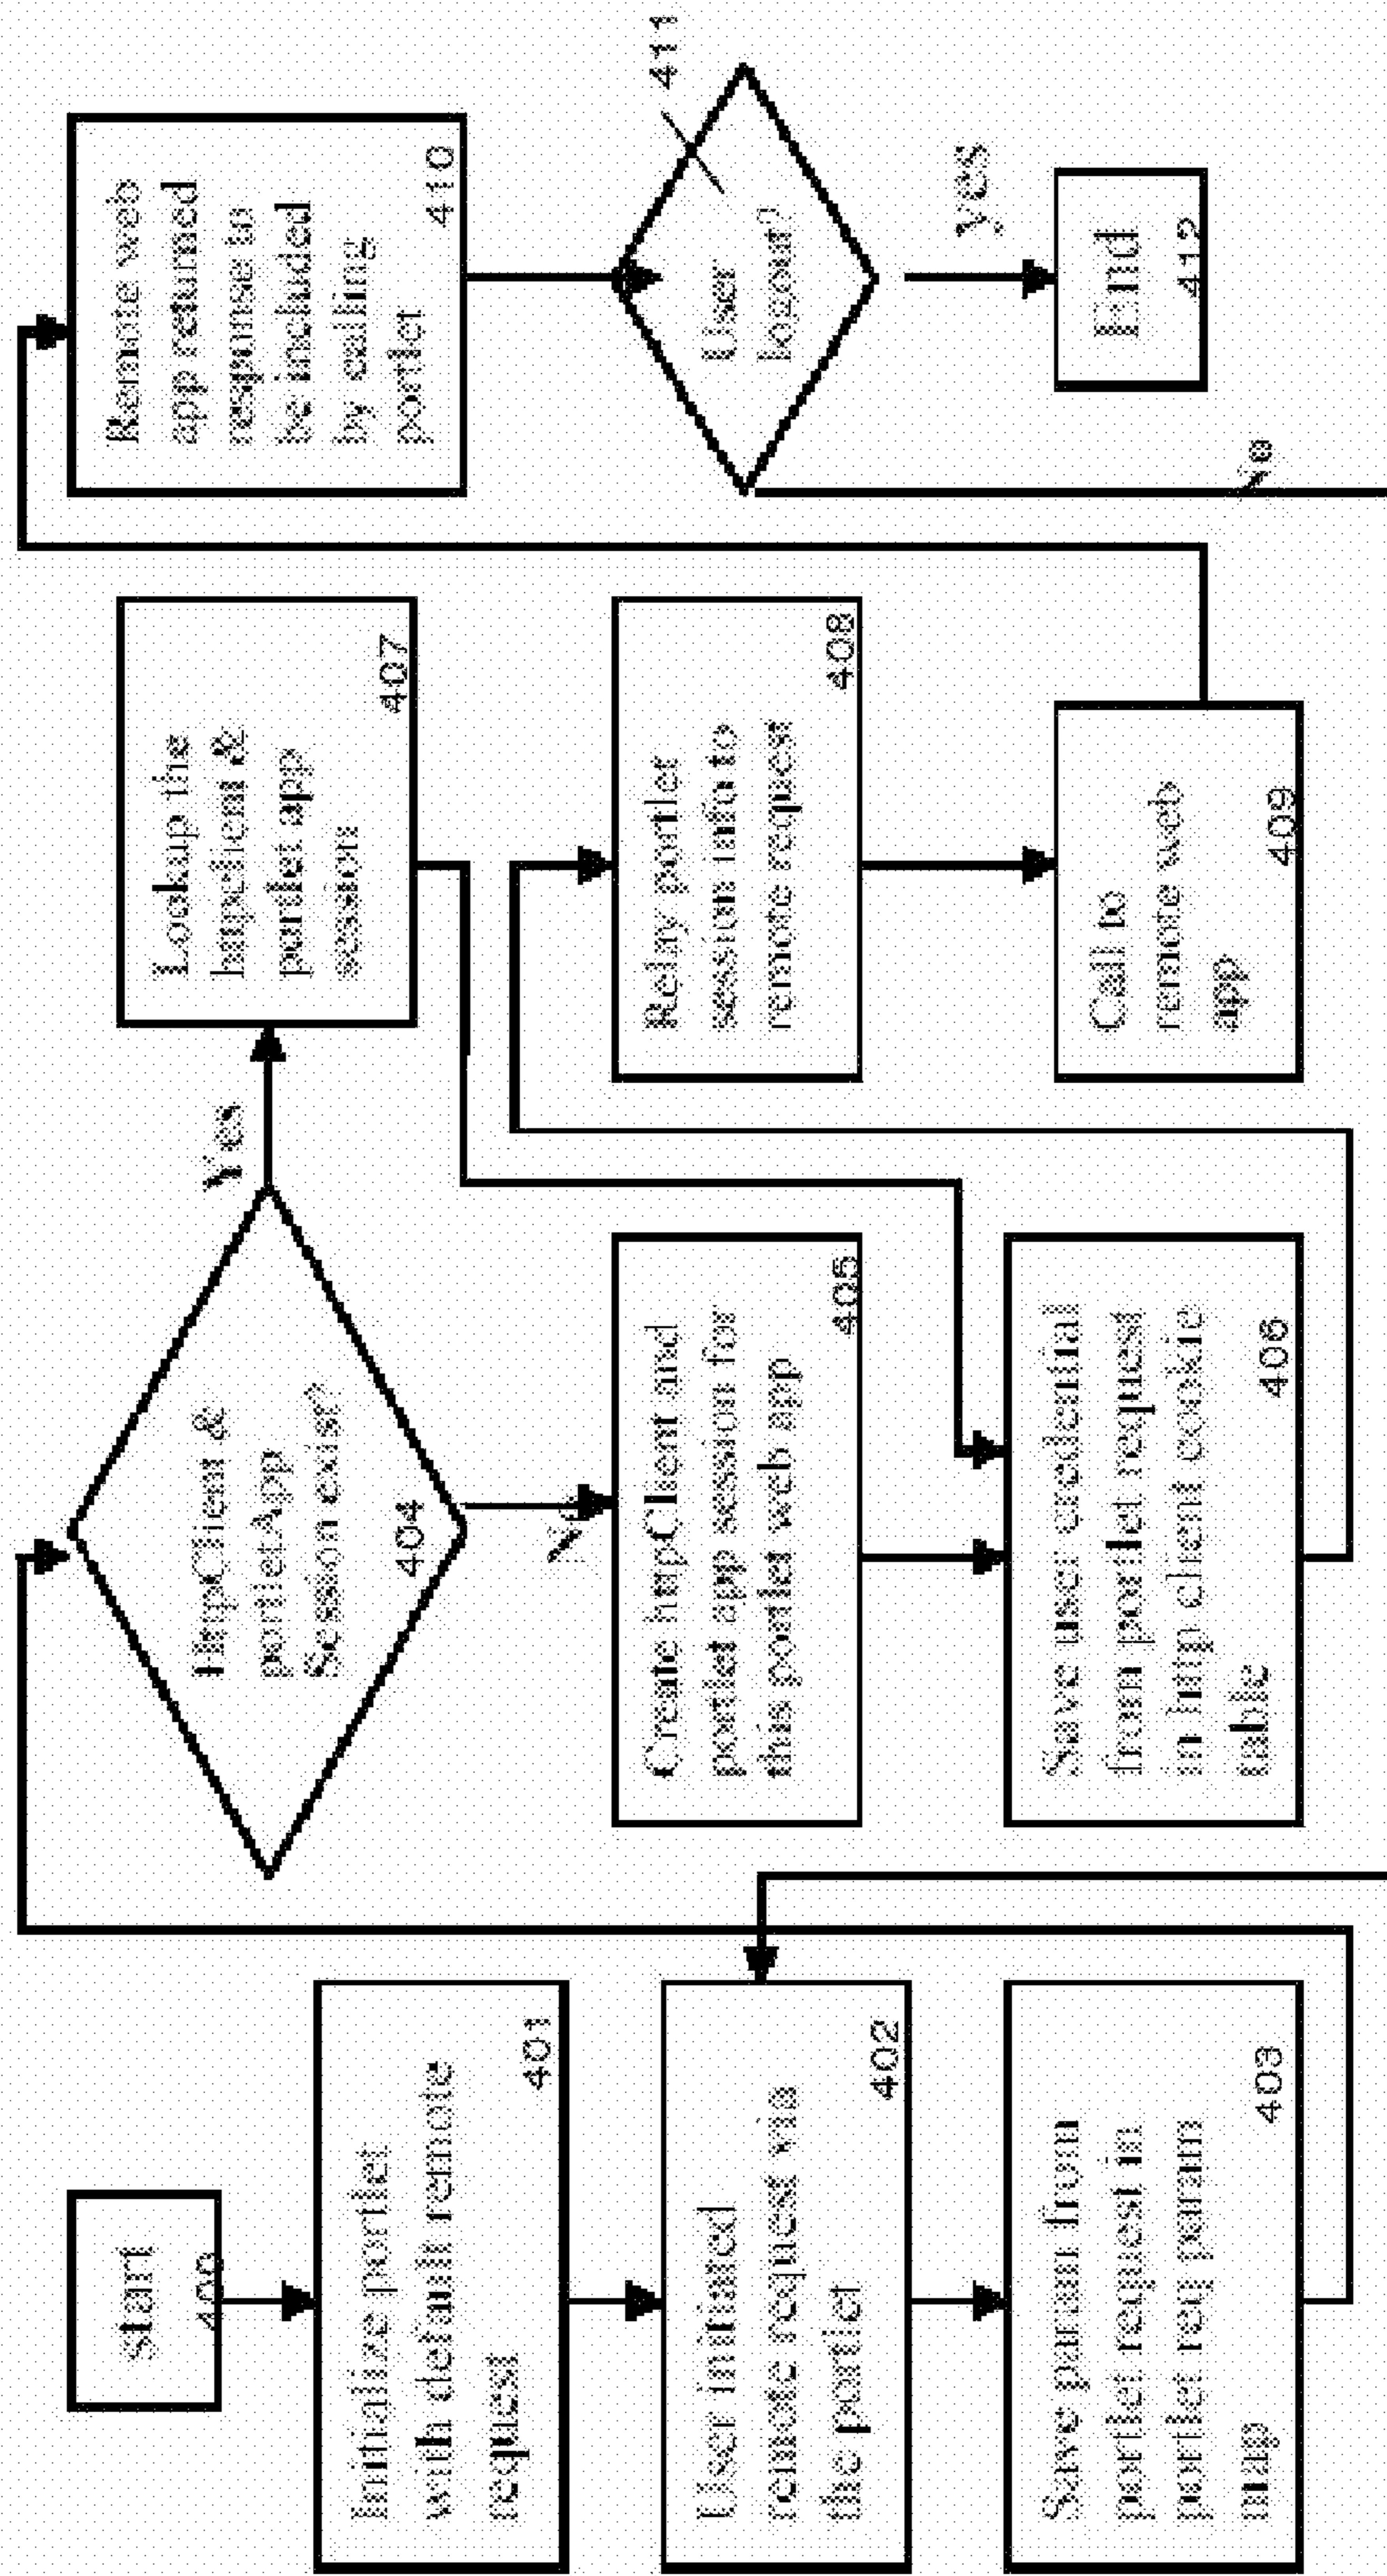 start
400
Initialize portlet
with default remote
request
401
User initiated
remote request via
the portlet
402
Save param from
portlet request in
portlet req param
map
403
HttpClient &
portletApp
Session exist?
404
Yes
No
Create httpClient and
portlet app session for
this portlet web app
405
Save user credential
from portlet request
in http client cookie
table
406
Lookup the
httpclient &
portlet app
session
407
Relay portlet
session info to
remote request
408
Call to
remote web
app
409
Remote web
app returned
response to
be included
by calling
portlet
410
411
User
logout?
yes
No
End
412